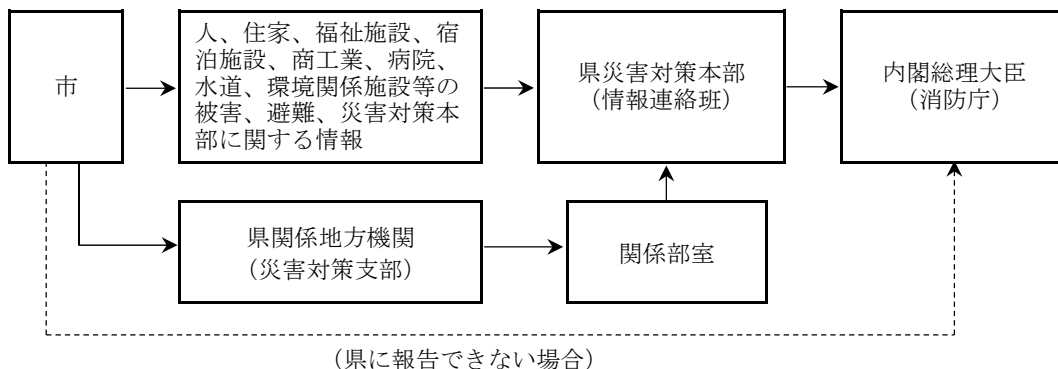 市
人、住家、福祉施設、宿
泊施設、商工業、病院、
水道、環境関係施設等の
被害、避難、災害対策本
部に関する情報
県災害対策本部
（情報連絡班）
内閣総理大臣
（消防庁）
県関係地方機関
（災害対策支部）
関係部室
（県に報告できない場合）